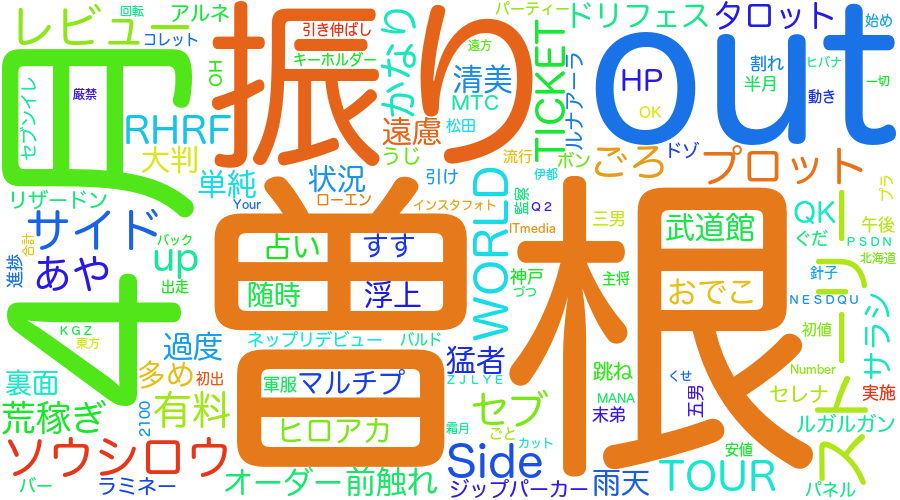 回転
アルネ
レビュー
コレット
引き伸ばし
キーホルダー
パーティー
遠方
ドリフェス
タロット
始め
振り
out
円
かなり
清美
MTC
OH
厳禁
セブンイレ
RHRF
大判
遠慮
松田
うじ
TICKET
ルナアーラ
HP
OK
割れ
半月
ヒバナ
動き
一切
流行
ボン
ごろ
ドゾ
プロット
伊都
リザードン
単純
状況
ローエン
Your
引け
インスタフォト
WORLD
監察
Q2
ITmedia
三男
武道館
QK
ぐだ
ブラ
午後
PSDN
北海道
サイド
合計
バック
進捗
あや
up
出走
曽根
占い
すす
随時
浮上
神戸
づつ
主将
おでこ
針子
NESDQU
ストーリー
サラシ
初値
4
KGZ
東方
過度
ネップリデビュー
バルド
猛者
ZJLYE
跳ね
くせ
MANA
五男
末弟
Number
セレナ
実施
裏面
多め
初出
軍服
マルチプ
荒稼ぎ
2100
有料
ヒロアカ
霜月
セブ
ごと
カット
ルガルガン
安値
ソウシロウ
Side
バー
ラミネー
オーダー
前触れ
ジップパーカー
雨天
TOUR
パネル